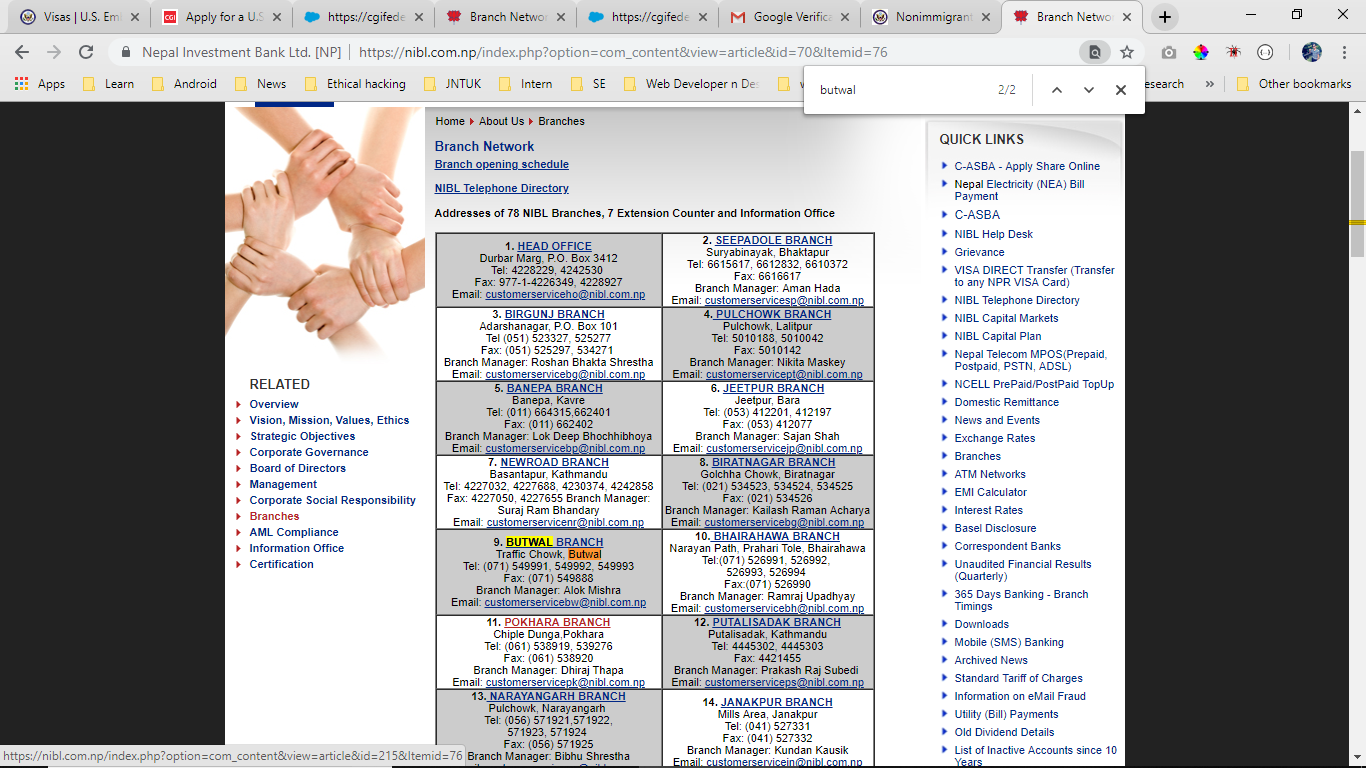 Visas | U.S. Em
Apply for a U.S
https://cgifede
Branch Networ
https://cgifede
Google Verifica
Nonimmigrant
Branch Networ
Nepal Investment Bank Ltd. [NP]
https://nibl.com.np/index.php?option=com_content&view=article&id=70&Itemid=76
Apps
Learn
Android
News
Ethical hacking
JNTUK
Intern
SE
Web Developer n De
esearch
»
Other bookmarks
butwal
2/2
Home
About Us
Branches
Branch Network
Branch opening schedule
NIBL Telephone Directory
Addresses of 78 NIBL Branches, 7 Extension Counter and Information Office
1. HEAD OFFICE
Durbar Marg, P.O. Box 3412
Tel: 4228229, 4242530
Fax: 977-1-4226349, 4228927
Email: customerserviceho@nibl.com.np
2. SEEPADOLE BRANCH
Suryabinayak, Bhaktapur
Tel: 6615617, 6612832, 6610372
Fax: 6616617
Branch Manager: Aman Hada
Email: customerservicesp@nibl.com.np
3. BIRGUNJ BRANCH
Adarshanagar, P.O. Box 101
Tel (051) 523327, 525277
Fax: (051) 525297, 534271
Branch Manager: Roshan Bhakta Shrestha
Email: customerservicebg@nibl.com.np
4. PULCHOWK BRANCH
Pulchowk, Lalitpur
Tel: 5010188, 5010042
Fax: 5010142
Branch Manager: Nikita Maskey
Email: customerservicept@nibl.com.np
5. BANEPA BRANCH
Banepa, Kavre
Tel: (011) 664315,662401
Fax: (011) 662402
Branch Manager: Lok Deep Bhochhibhoya
Email: customerservicebp@nibl.com.np
6. JEETPUR BRANCH
Jeetpur, Bara
Tel: (053) 412201, 412197
Fax: (053) 412077
Branch Manager: Sajan Shah
Email: customerservicejp@nibl.com.np
7. NEWROAD BRANCH
Basantapur, Kathmandu
Tel: 4227032, 4227688, 4230374, 4242858
Fax: 4227050, 4227655 Branch Manager:
Suraj Ram Bhandary
Email: customerservicenr@nibl.com.np
8. BIRATNAGAR BRANCH
Golchha Chowk, Biratnagar
Tel: (021) 534523, 534524, 534525
Fax: (021) 534526
Branch Manager: Kailash Raman Acharya
Email: customerservicebg@nibl.com.np
9. BUTWAL BRANCH
Traffic Chowk, Butwal
Tel: (071) 549991, 549992, 549993
Fax: (071) 549888
Branch Manager: Alok Mishra
Email: customerservicebw@nibl.com.np
10. BHAIRAHAWA BRANCH
Narayan Path, Prahari Tole, Bhairahawa
Tel:(071) 526991, 526992,
526993, 526994
Fax:(071) 526990
Branch Manager: Ramraj Upadhyay
Email: customerservicebh@nibl.com.np
11. POKHARA BRANCH
Chiple Dunga,Pokhara
Tel: (061) 538919, 539276
Fax: (061) 538920
Branch Manager: Dhiraj Thapa
Email: customerservicepk@nibl.com.np
12. PUTALISADAK BRANCH
Putalisadak, Kathmandu
Tel: 4445302, 4445303
Fax: 4421455
Branch Manager: Prakash Raj Subedi
Email: customerserviceps@nibl.com.np
13. NARAYANGARH BRANCH
Pulchowk, Narayangarh
Tel: (056) 571921,571922,
571923, 571924
Fax: (056) 571925
Branch Manager: Bibhu Shrestha
14. JANAKPUR BRANCH
Mills Area, Janakpur
Tel: (041) 527331
Fax: (041) 527332
Branch Manager: Kundan Kausik
Email: customerservicejn@nibl.com.np
RELATED
Overview
Vision, Mission, Values, Ethics
Strategic Objectives
Corporate Governance
Board of Directors
Management
Corporate Social Responsibility
Branches
AML Compliance
Information Office
Certification
QUICK LINKS
C-ASBA - Apply Share Online
Nepal Electricity (NEA) Bill
Payment
C-ASBA
NIBL Help Desk
Grievance
VISA DIRECT Transfer (Transfer
to any NPR VISA Card)
NIBL Telephone Directory
NIBL Capital Markets
NIBL Capital Plan
Nepal Telecom MPOS(Prepaid,
Postpaid, PSTN, ADSL)
NCELL PrePaid/PostPaid TopUp
Domestic Remittance
News and Events
Exchange Rates
Branches
ATM Networks
EMI Calculator
Interest Rates
Basel Disclosure
Correspondent Banks
Unaudited Financial Results
(Quarterly)
365 Days Banking - Branch
Timings
Downloads
Mobile (SMS) Banking
Archived News
Standard Tariff of Charges
Information on eMail Fraud
Utility (Bill) Payments
Old Dividend Details
List of Inactive Accounts since 10
Years
https://nibl.com.np/index.php?option=com_content&view=article&id=215&Itemid=76